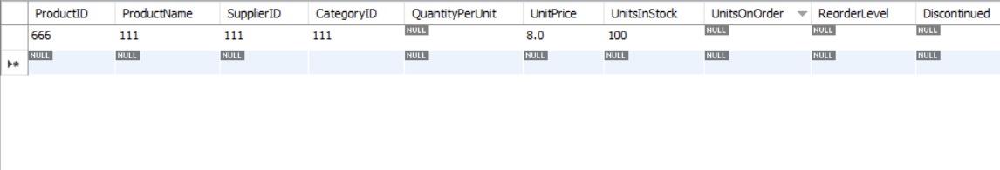 ProductID ProductName SupplierID CategoryID QuantityPerUnit UnitPrice UnitsInStock UnitsOnOrder ReorderLevel Discontinued
666 111 111 111 NULL 8.0 100 NULL NULL NULL
NULL NULL NULL NULL NULL NULL NULL NULL NULL